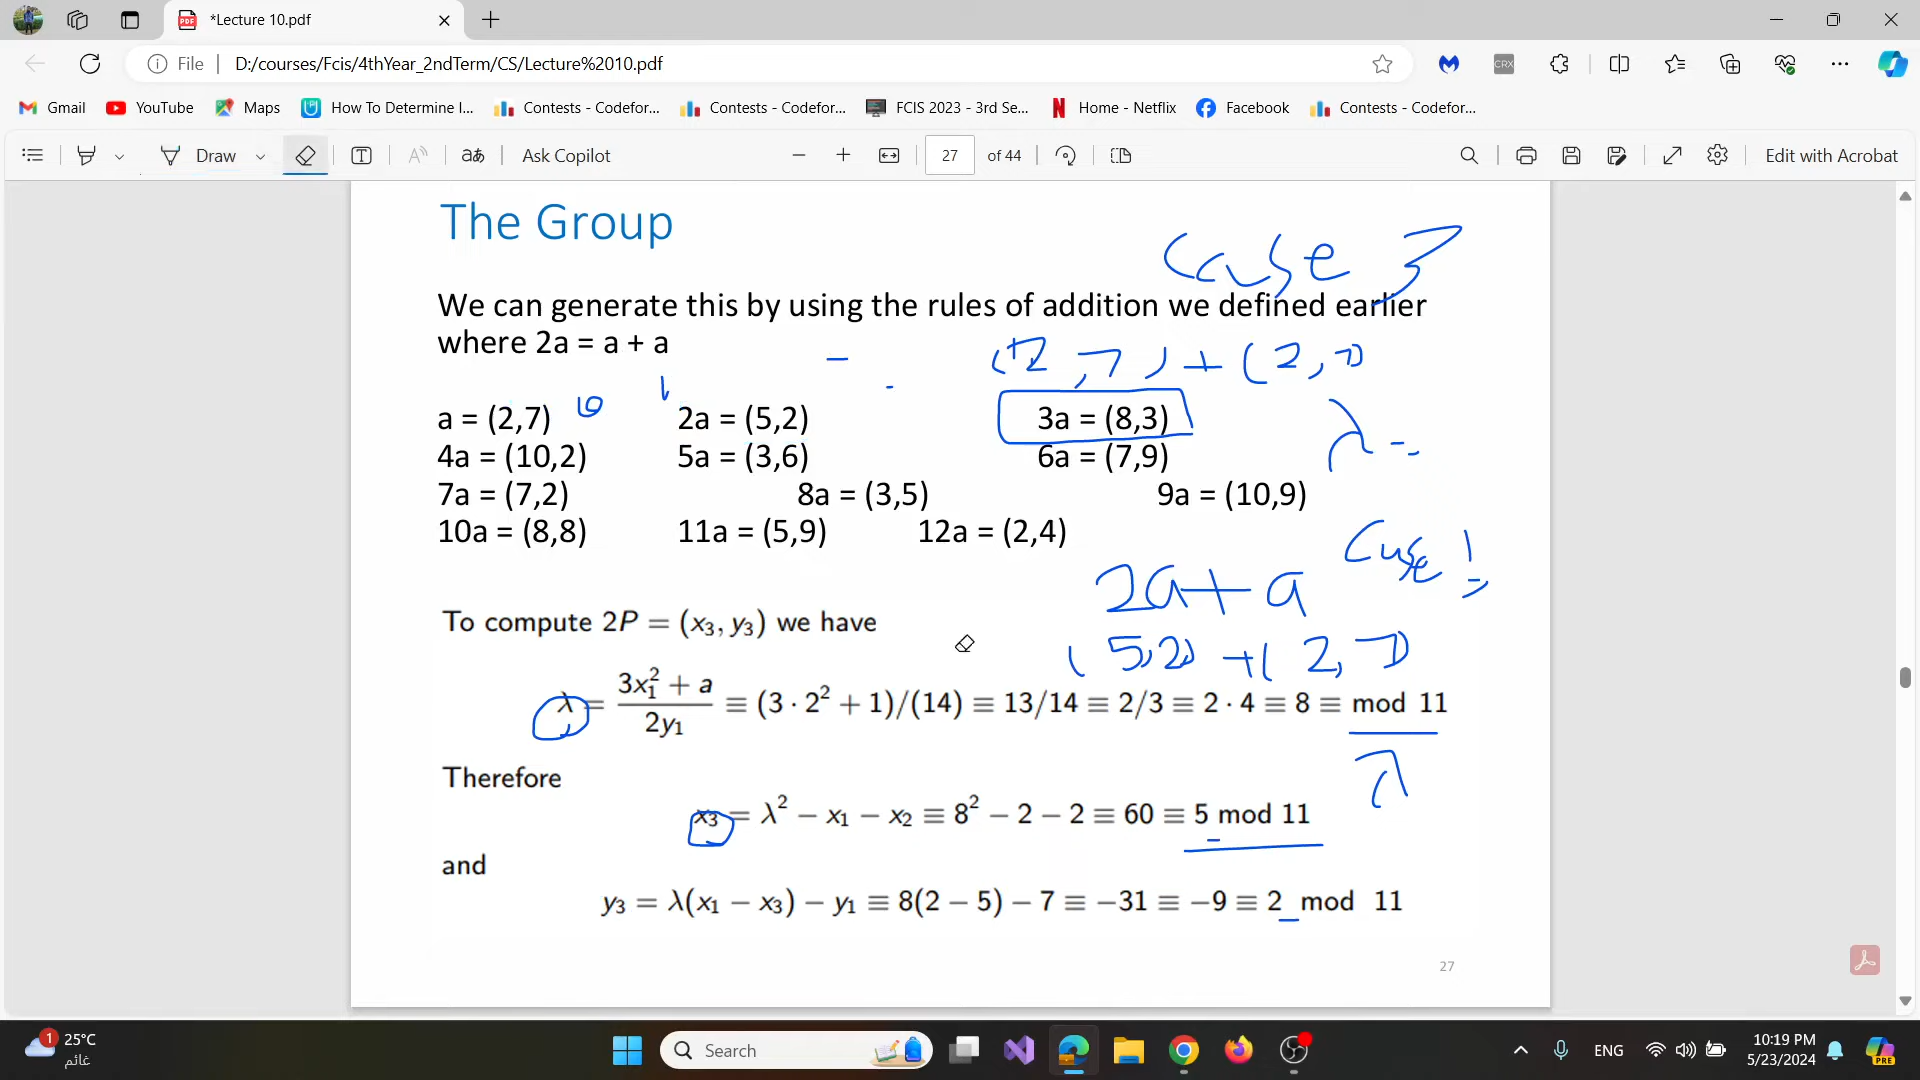 *Lecture 10.pdf
File
D:/courses/Fcis/4thYear_2ndTerm/CS/Lecture%2010.pdf
CRX
Gmail YouTube Maps How To Determine I... Contests - Codefor... Contests - Codefor... FCIS 2023 - 3rd Se... Home - Netflix Facebook Contests - Codefor...
Draw T aあ Ask Copilot 27 of 44 Edit with Acrobat
The Group
Case 3
We can generate this by using the rules of addition we defined earlier
where 2a = a + a
(2,7) + (2,7)
a = (2,7) 2a = (5,2) 3a = (8,3)
λ =
4a = (10,2) 5a = (3,6) 6a = (7,9)
7a = (7,2) 8a = (3,5) 9a = (10,9)
10a = (8,8) 11a = (5,9) 12a = (2,4)
Case 1
2a + a
To compute 2P = (x₃, y₃) we have
(5,2) + (2,7)
λ = (3x₁² + a)/(2y₁) ≡ (3 · 2² + 1)/(14) ≡ 13/14 ≡ 2/3 ≡ 2 · 4 ≡ 8 ≡ mod 11
Therefore
λ
x₃ = λ² − x₁ − x₂ ≡ 8² − 2 − 2 ≡ 60 ≡ 5 mod 11
and
y₃ = λ(x₁ − x₃) − y₁ ≡ 8(2 − 5) − 7 ≡ −31 ≡ −9 ≡ 2 mod 11
27
1
25°C
غائم
Search
ENG
10:19 PM
5/23/2024
PRE